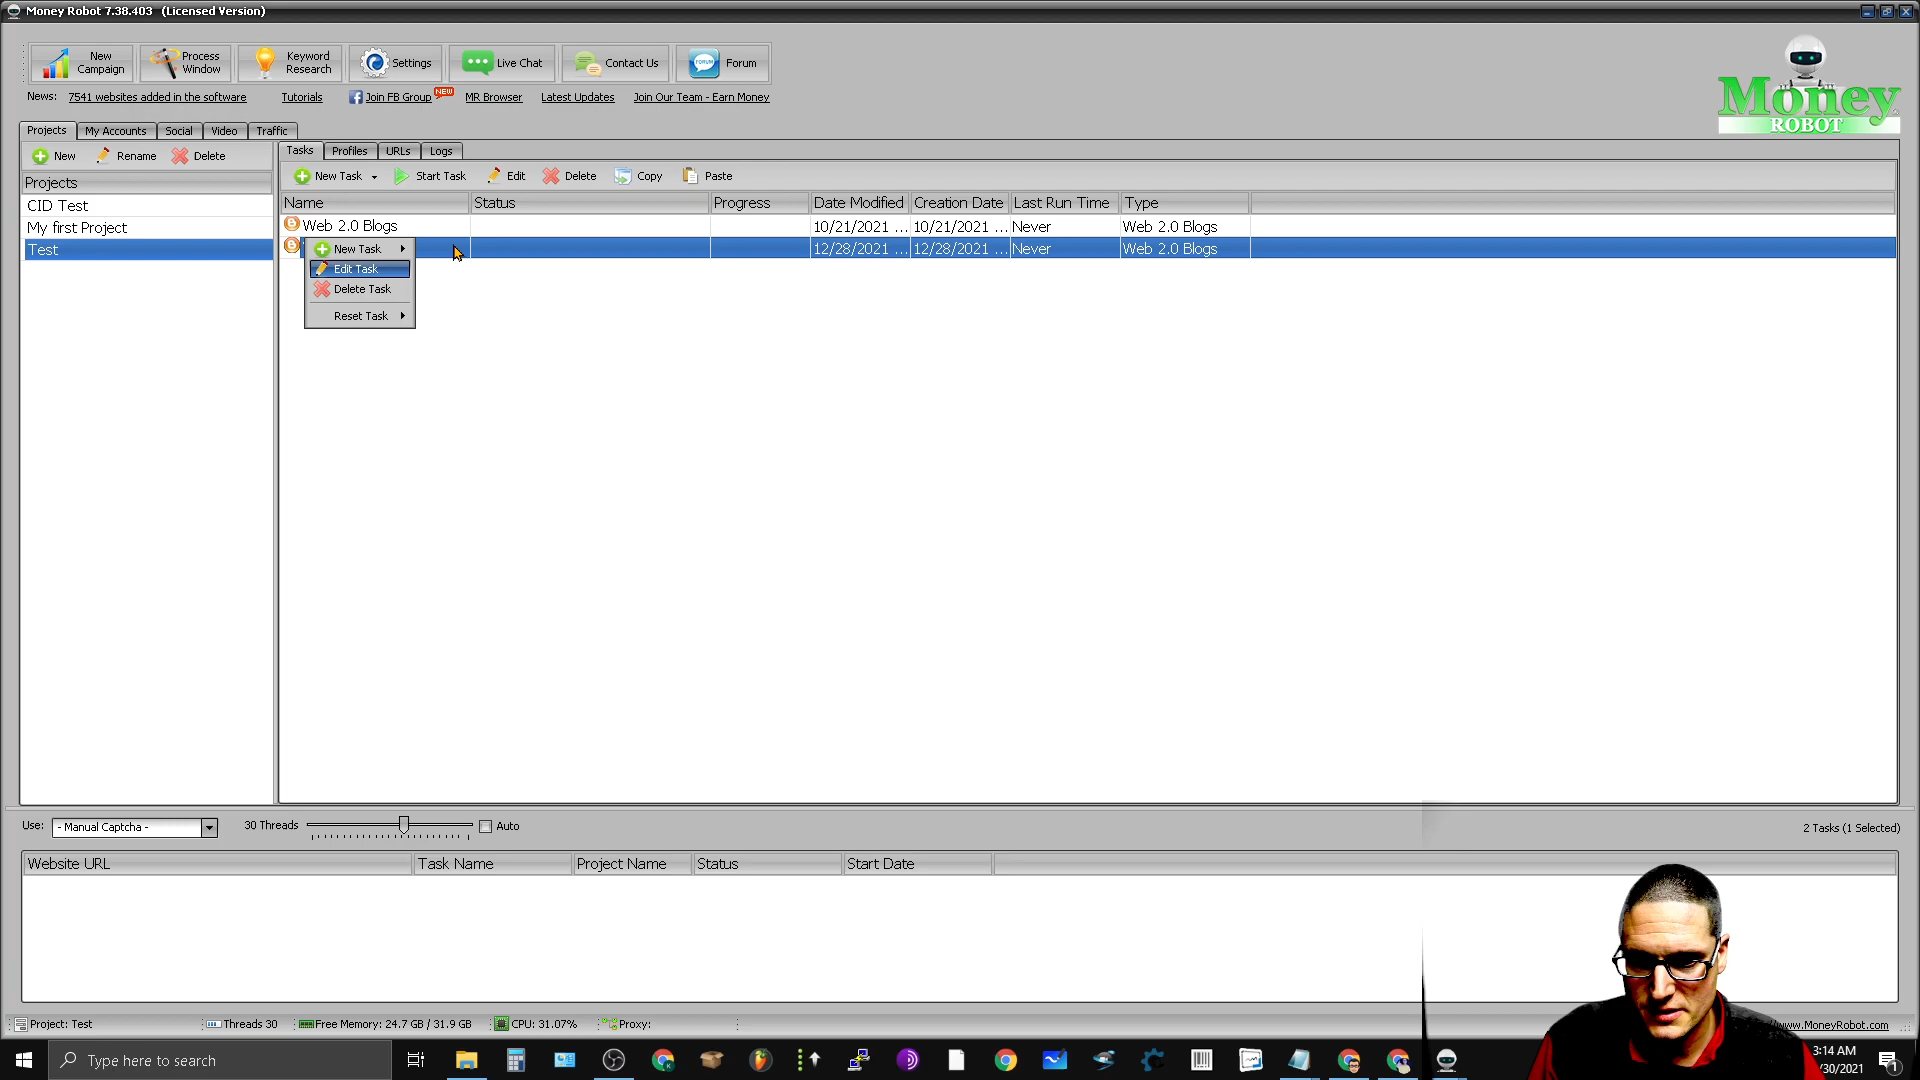 Money Robot 7.38.403 (Licensed Version)
New Campaign
Process Window
Keyword Research
Settings
Live Chat
Contact Us
FORUM Forum
News: 7541 websites added in the software Tutorials Join FB Group NEW MR Browser Latest Updates Join Our Team - Earn Money
Money
ROBOT
Projects My Accounts Social Video Traffic
New Rename Delete
Projects
CID Test
My first Project
Test
Tasks Profiles URLs Logs
New Task Start Task Edit Delete Copy Paste
Name Status Progress Date Modified Creation Date Last Run Time Type
Web 2.0 Blogs 10/21/2021 ... 10/21/2021 ... Never Web 2.0 Blogs
12/28/2021 ... 12/28/2021 ... Never Web 2.0 Blogs
New Task
Edit Task
Delete Task
Reset Task
Use: - Manual Captcha - 30 Threads Auto 2 Tasks (1 Selected)
Website URL Task Name Project Name Status Start Date
Project: Test Threads 30 Free Memory: 24.7 GB / 31.9 GB CPU: 31.07% Proxy: www.MoneyRobot.com
Type here to search
3:14 AM
/30/2021
1